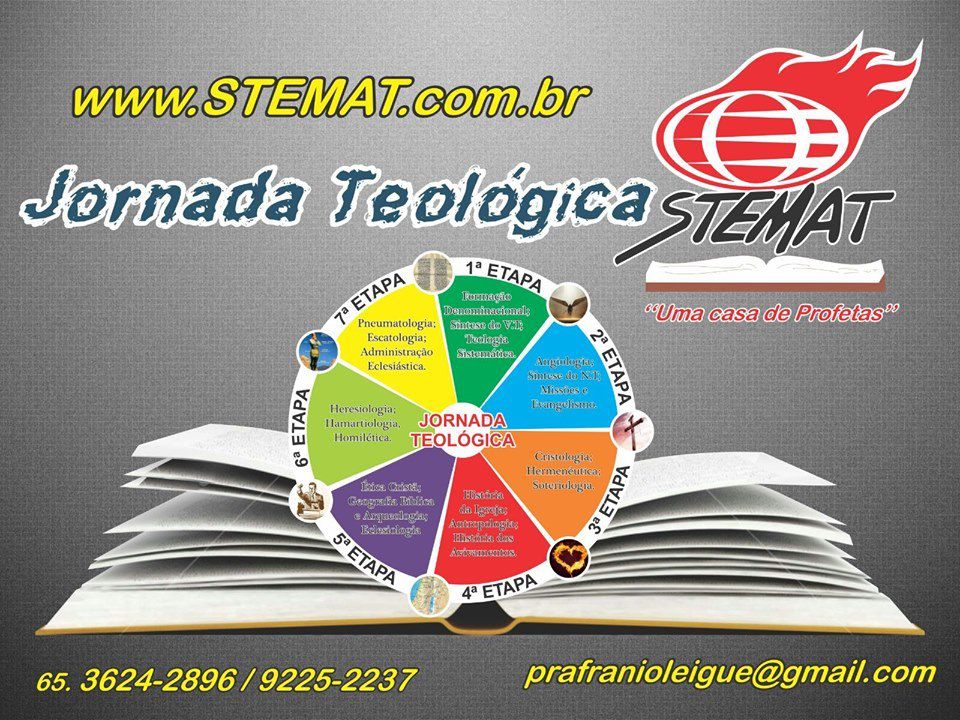 www.STEMAT.com.br
Jornada Teológica
STEMAT
“Uma casa de Profetas”
1ª ETAPA
Formação
Denominacional;
Síntese do V.T;
Teologia
Sistemática.
2ª ETAPA
Angiologia;
Síntese do N.T;
Missões e
Evangelismo.
3ª ETAPA
Cristologia;
Hermenêutica;
Soteriologia.
4ª ETAPA
História
da Igreja;
Antropologia;
História dos
Avivamentos.
5ª ETAPA
Ética Cristã;
Geografia Bíblica
e Arqueologia;
Eclesiologia
6ª ETAPA
Heresiologia;
Hamartiologia,
Homilética.
7ª ETAPA
Pneumatologia;
Escatologia;
Administração
Eclesiástica.
JORNADA
TEOLÓGICA
65. 3624-2896 / 9225-2237
prafranioleigue@gmail.com